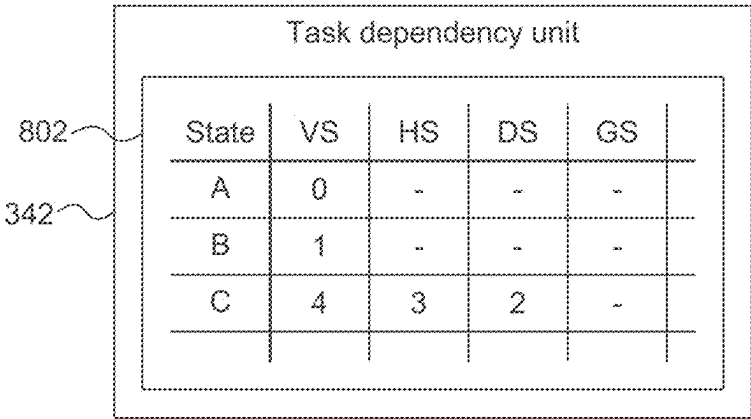 Task dependency unit
802
State VS HS DS GS
A 0 - - -
342
B 1 - - -
C 4 3 2 -